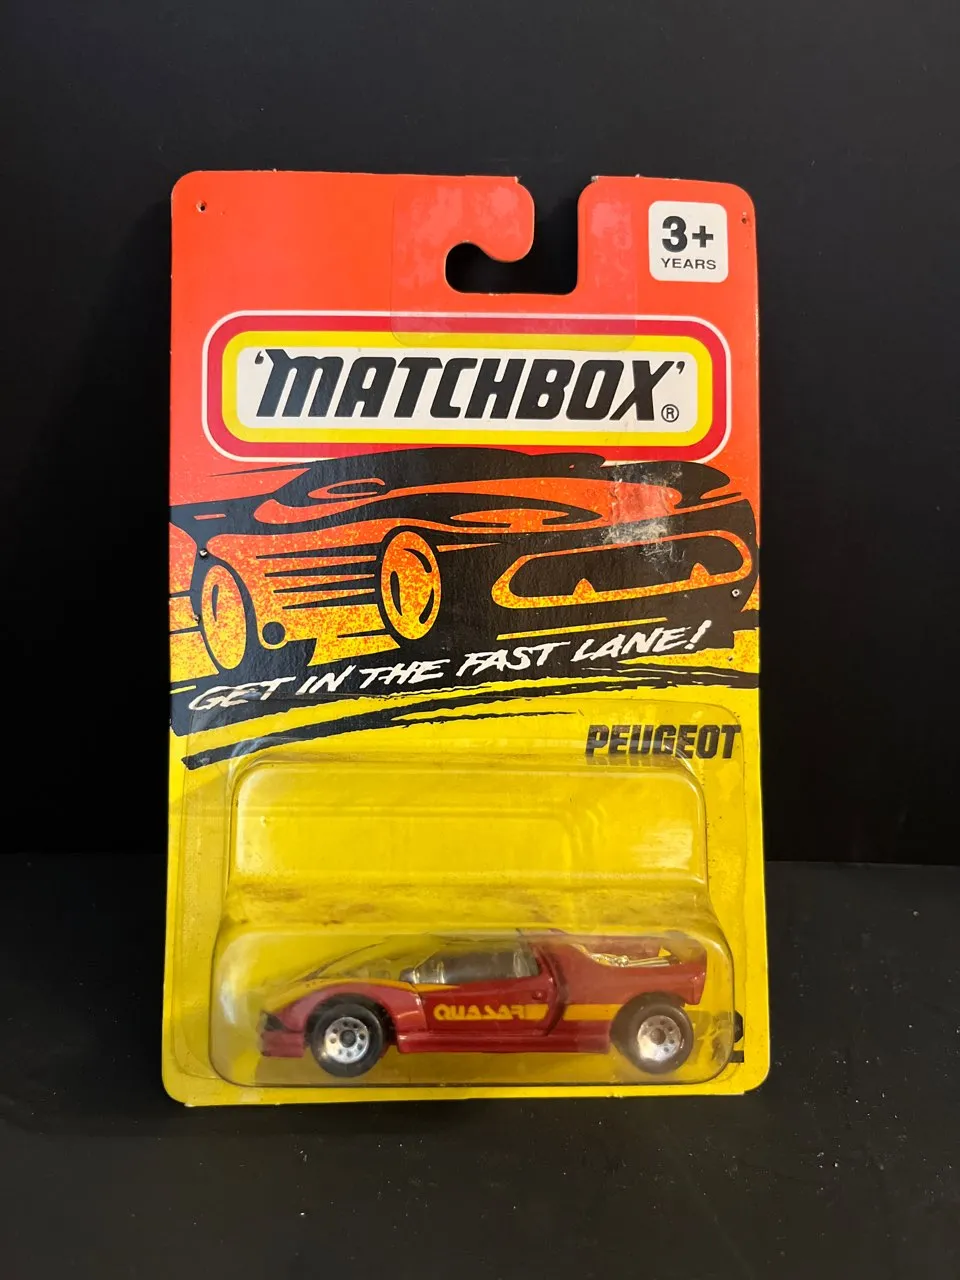 3+
YEARS
'MATCHBOX'®
GET IN THE FAST LANE!
PEUGEOT
QUASAR